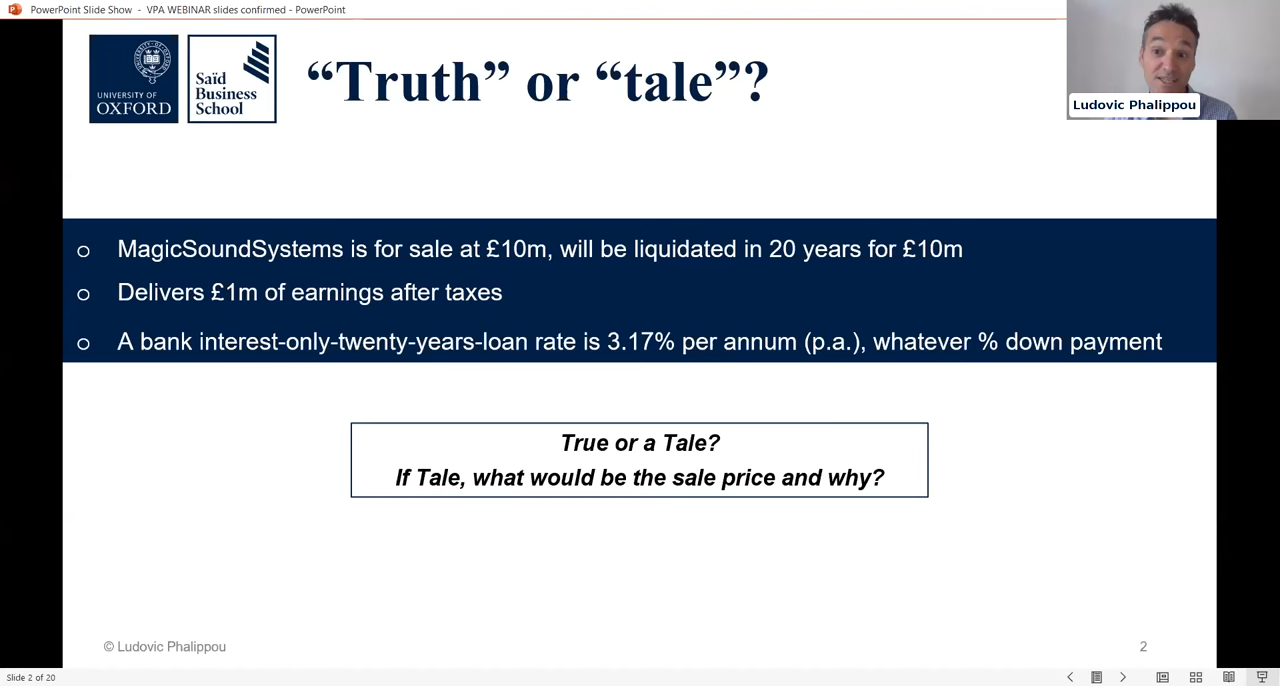 PowerPoint Slide Show - VPA WEBINAR slides confirmed - PowerPoint
UNIVERSITY OF
OXFORD
Saïd
Business
School
“Truth” or “tale”?
Ludovic Phalippou
o MagicSoundSystems is for sale at £10m, will be liquidated in 20 years for £10m
o Delivers £1m of earnings after taxes
o A bank interest-only-twenty-years-loan rate is 3.17% per annum (p.a.), whatever % down payment
True or a Tale?
If Tale, what would be the sale price and why?
© Ludovic Phalippou
2
Slide 2 of 20